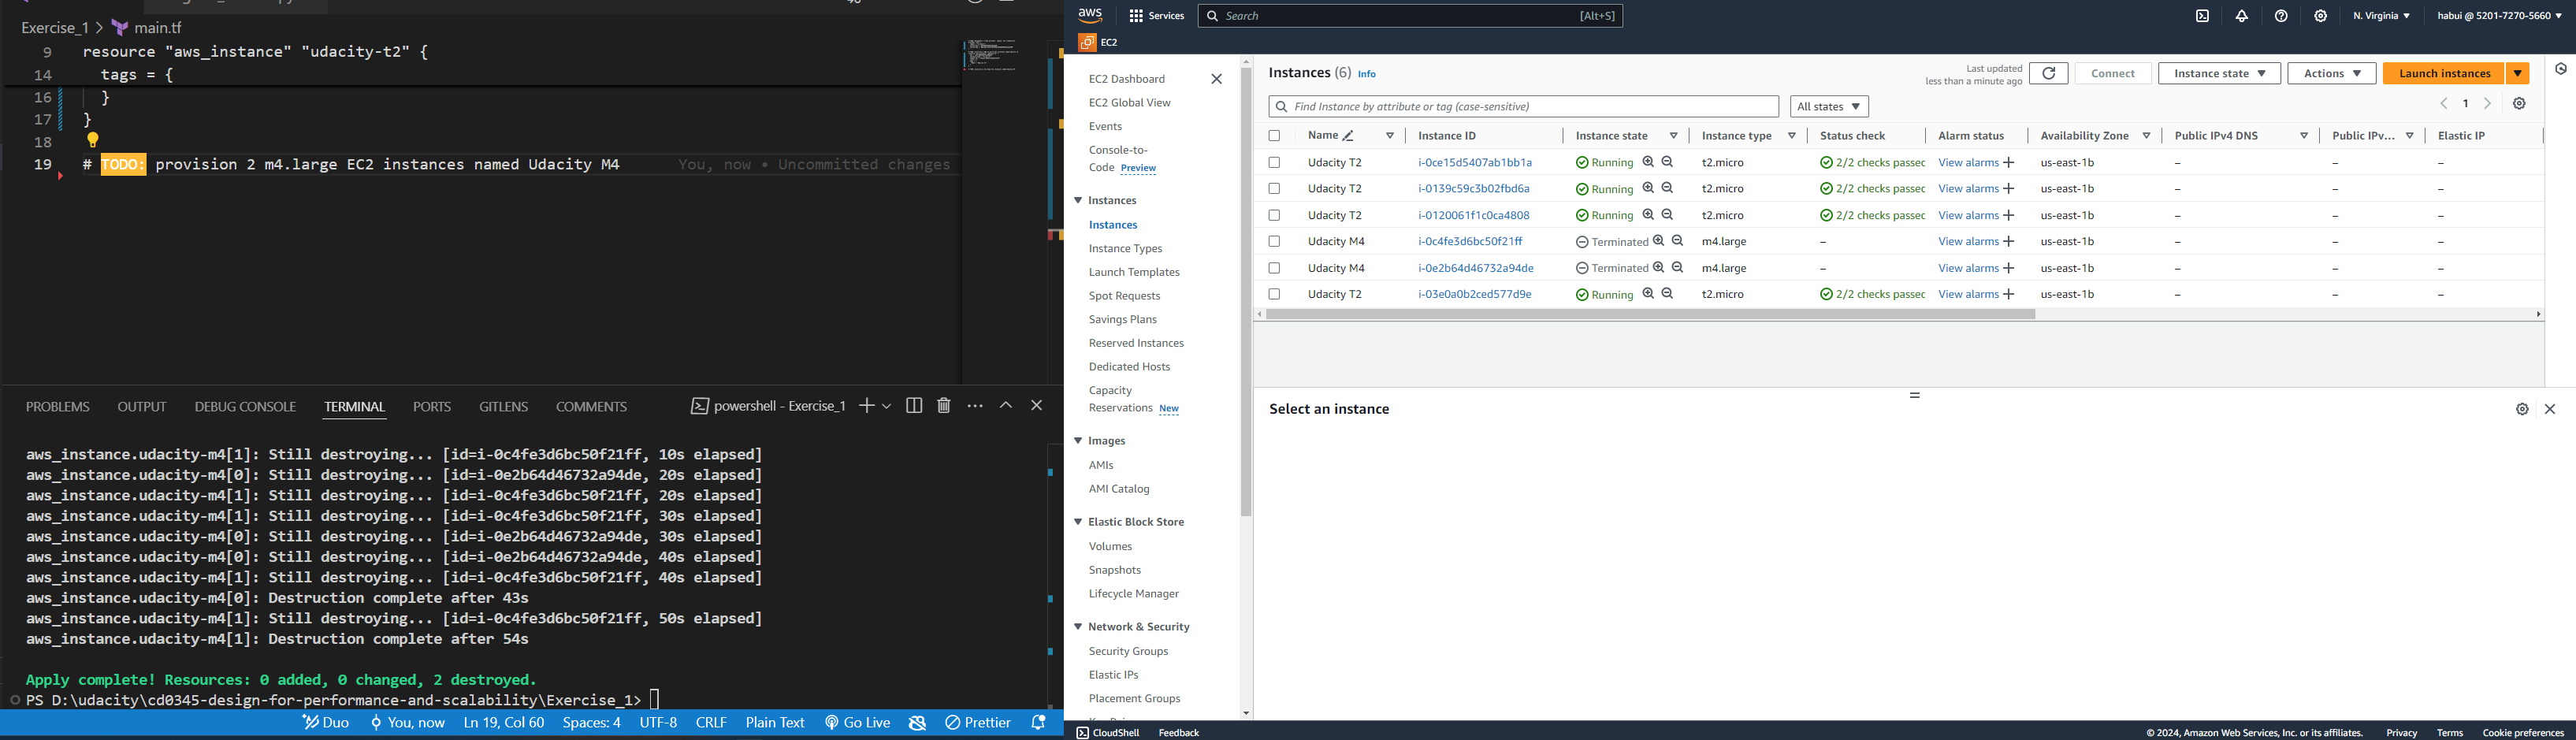 Exercise_1 > main.tf
9 resource "aws_instance" "udacity-t2" {
14 tags = {
16 }
17 }
18
19 # TODO: provision 2 m4.large EC2 instances named Udacity M4 You, now • Uncommitted changes
PROBLEMS OUTPUT DEBUG CONSOLE TERMINAL PORTS GITLENS COMMENTS powershell - Exercise_1
aws_instance.udacity-m4[1]: Still destroying... [id=i-0c4fe3d6bc50f21ff, 10s elapsed]
aws_instance.udacity-m4[0]: Still destroying... [id=i-0e2b64d46732a94de, 20s elapsed]
aws_instance.udacity-m4[1]: Still destroying... [id=i-0c4fe3d6bc50f21ff, 20s elapsed]
aws_instance.udacity-m4[1]: Still destroying... [id=i-0c4fe3d6bc50f21ff, 30s elapsed]
aws_instance.udacity-m4[0]: Still destroying... [id=i-0e2b64d46732a94de, 30s elapsed]
aws_instance.udacity-m4[0]: Still destroying... [id=i-0e2b64d46732a94de, 40s elapsed]
aws_instance.udacity-m4[1]: Still destroying... [id=i-0c4fe3d6bc50f21ff, 40s elapsed]
aws_instance.udacity-m4[0]: Destruction complete after 43s
aws_instance.udacity-m4[1]: Still destroying... [id=i-0c4fe3d6bc50f21ff, 50s elapsed]
aws_instance.udacity-m4[1]: Destruction complete after 54s
Apply complete! Resources: 0 added, 0 changed, 2 destroyed.
PS D:\udacity\cd0345-design-for-performance-and-scalability\Exercise_1>
Duo You, now Ln 19, Col 60 Spaces: 4 UTF-8 CRLF Plain Text Go Live Prettier
aws Services Search [Alt+S] N. Virginia habui @ 5201-7270-5660
EC2
EC2 Dashboard
EC2 Global View
Events
Console-to-
Code Preview
Instances
Instances
Instance Types
Launch Templates
Spot Requests
Savings Plans
Reserved Instances
Dedicated Hosts
Capacity
Reservations New
Images
AMIs
AMI Catalog
Elastic Block Store
Volumes
Snapshots
Lifecycle Manager
Network & Security
Security Groups
Elastic IPs
Placement Groups
Instances (6) Info
Last updated
less than a minute ago
Connect Instance state Actions Launch instances
Find Instance by attribute or tag (case-sensitive) All states 1
Name Instance ID Instance state Instance type Status check Alarm status Availability Zone Public IPv4 DNS Public IPv... Elastic IP
Udacity T2 i-0ce15d5407ab1bb1a Running t2.micro 2/2 checks passec View alarms + us-east-1b – – –
Udacity T2 i-0139c59c3b02fbd6a Running t2.micro 2/2 checks passec View alarms + us-east-1b – – –
Udacity T2 i-0120061f1c0ca4808 Running t2.micro 2/2 checks passec View alarms + us-east-1b – – –
Udacity M4 i-0c4fe3d6bc50f21ff Terminated m4.large – View alarms + us-east-1b – – –
Udacity M4 i-0e2b64d46732a94de Terminated m4.large – View alarms + us-east-1b – – –
Udacity T2 i-03e0a0b2ced577d9e Running t2.micro 2/2 checks passec View alarms + us-east-1b – – –
Select an instance
CloudShell Feedback © 2024, Amazon Web Services, Inc. or its affiliates. Privacy Terms Cookie preferences